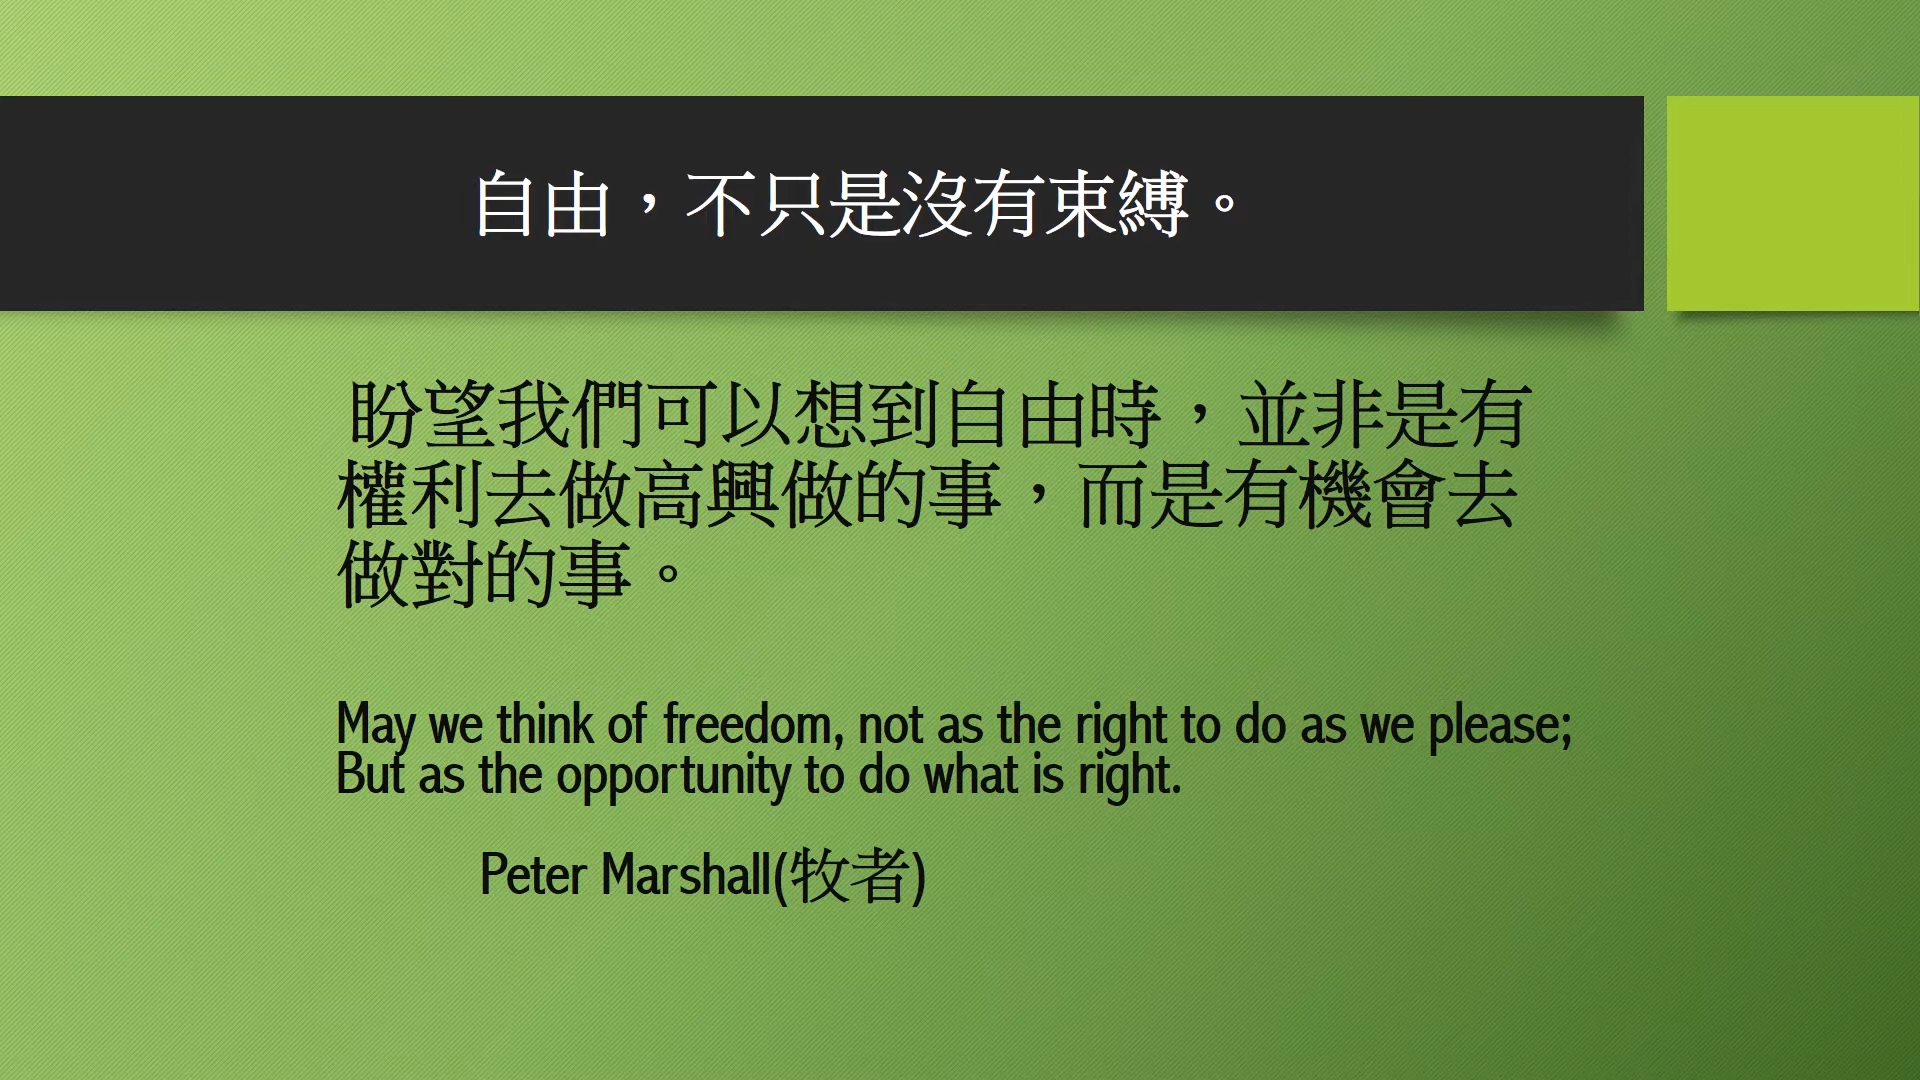 自由，不只是沒有束縛。
盼望我們可以想到自由時，並非是有
權利去做高興做的事，而是有機會去
做對的事。
May we think of freedom, not as the right to do as we please;
But as the opportunity to do what is right.
Peter Marshall(牧者)